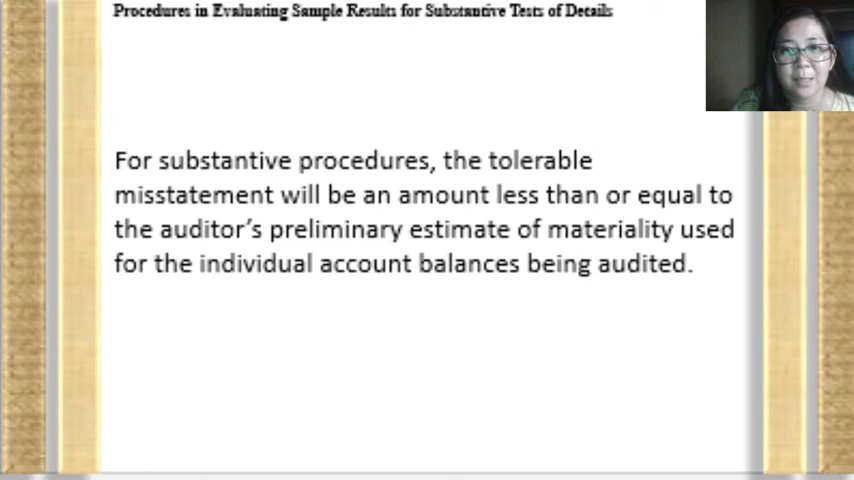 Procedures in Evaluating Sample Results for Substantive Tests of Details
For substantive procedures, the tolerable
misstatement will be an amount less than or equal to
the auditor’s preliminary estimate of materiality used
for the individual account balances being audited.